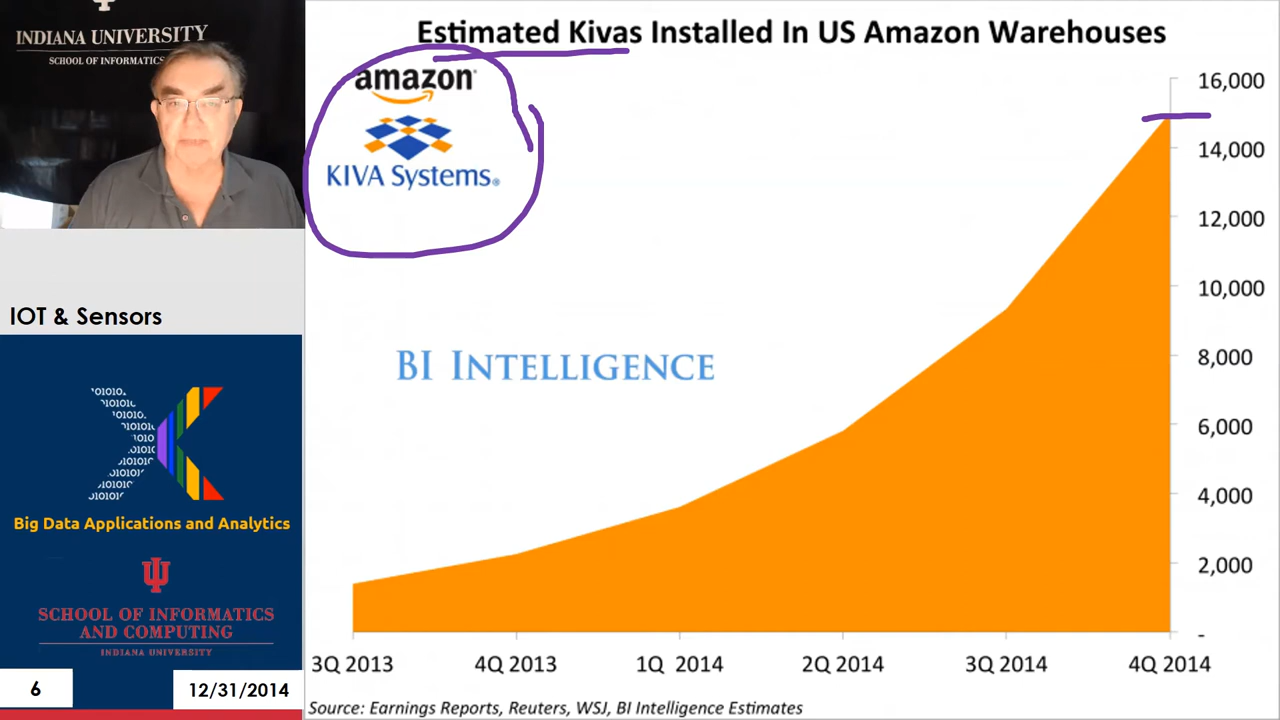 INDIANA UNIVERSITY
SCHOOL OF INFORMATICS
IOT & Sensors
Big Data Applications and Analytics
SCHOOL OF INFORMATICS
AND COMPUTING
INDIANA UNIVERSITY
6
12/31/2014
Estimated Kivas Installed In US Amazon Warehouses
amazon
KIVA Systems®
BI INTELLIGENCE
16,000
14,000
12,000
10,000
8,000
6,000
4,000
2,000
-
3Q 2013 4Q 2013 1Q 2014 2Q 2014 3Q 2014 4Q 2014
Source: Earnings Reports, Reuters, WSJ, BI Intelligence Estimates